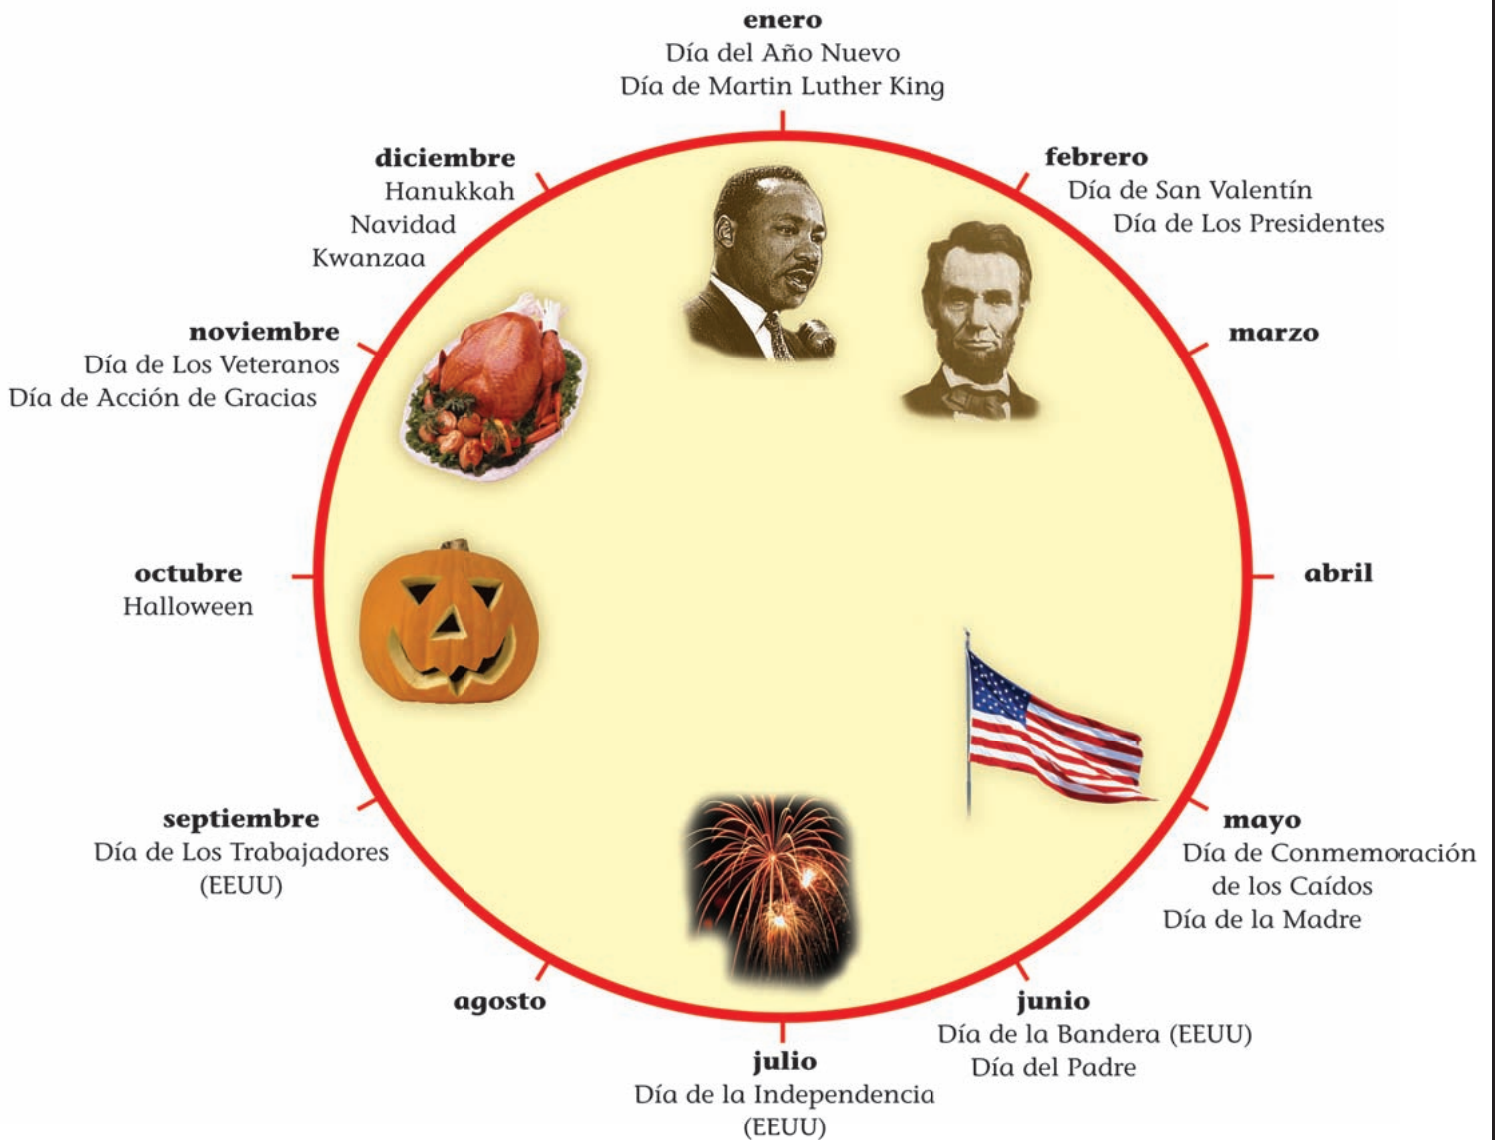 enero
Día del Año Nuevo
Día de Martin Luther King
febrero
Día de San Valentín
Día de Los Presidentes
marzo
abril
mayo
Día de Conmemoración
de los Caídos
Día de la Madre
junio
Día de la Bandera (EEUU)
Día del Padre
julio
Día de la Independencia
(EEUU)
agosto
septiembre
Día de Los Trabajadores
(EEUU)
octubre
Halloween
noviembre
Día de Los Veteranos
Día de Acción de Gracias
diciembre
Hanukkah
Navidad
Kwanzaa